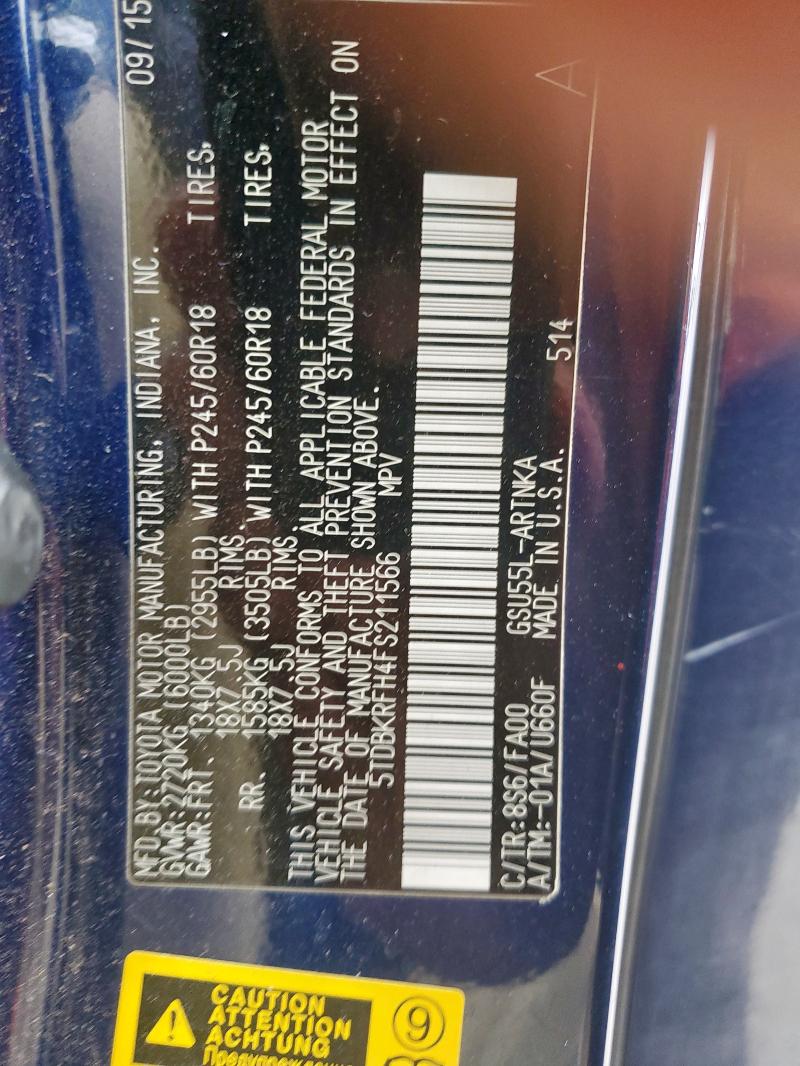 MFD.BY:TOYOTA MOTOR MANUFACTURING, INDIANA, INC. 09/15
GVWR:2720KG (6000LB)
GAWR:FRT. 1340KG (2955LB) WITH P245/60R18 TIRES,
18X7.5J RIMS
RR. 1585KG (3505LB) WITH P245/60R18 TIRES,
18X7.5J RIMS.
THIS VEHICLE CONFORMS TO ALL APPLICABLE FEDERAL MOTOR
VEHICLE SAFETY AND THEFT PREVENTION STANDARDS IN EFFECT ON
THE DATE OF MANUFACTURE SHOWN ABOVE.
5TDBKRFH4FS211566 MPV
C/TR:8S6/FA00 GSU55L-ARTNKA
A/TM:-01A/U660F MADE IN U.S.A. 514 A
CAUTION
ATTENTION
ACHTUNG
9